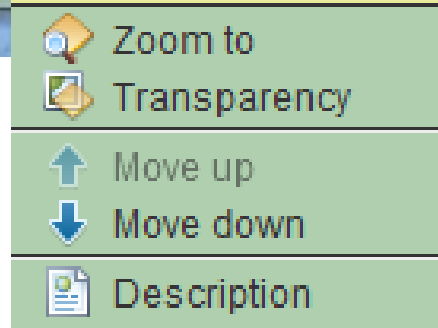 Zoom to
Transparency
Move up
Move down
Description